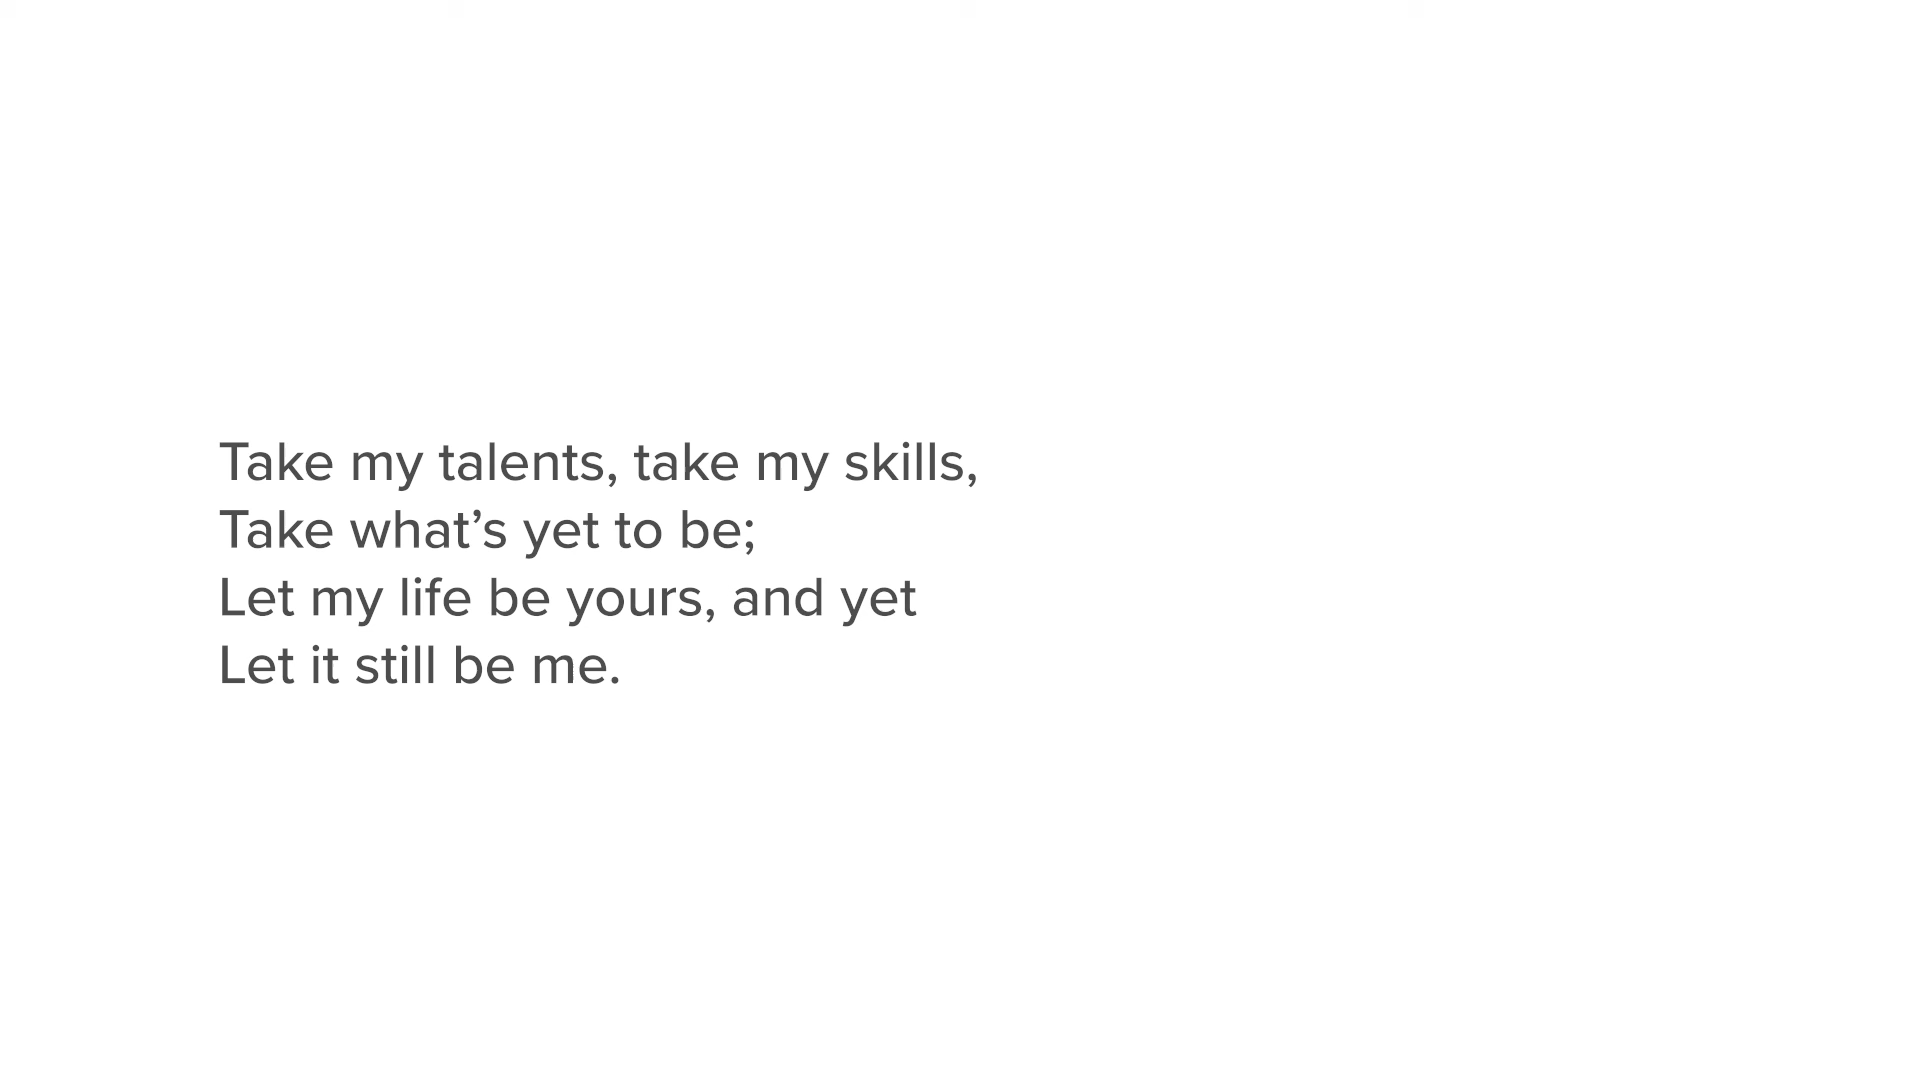 Take my talents, take my skills,
Take what’s yet to be;
Let my life be yours, and yet
Let it still be me.